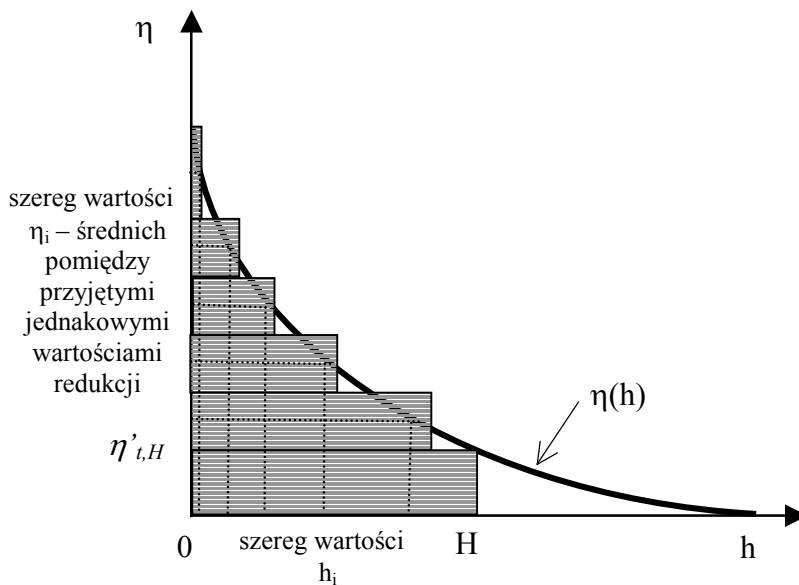 η
szereg wartości
ηi – średnich
pomiędzy
przyjętymi
jednakowymi
wartościami
redukcji
η(h)
η’t,H
0
szereg wartości
hi
H
h